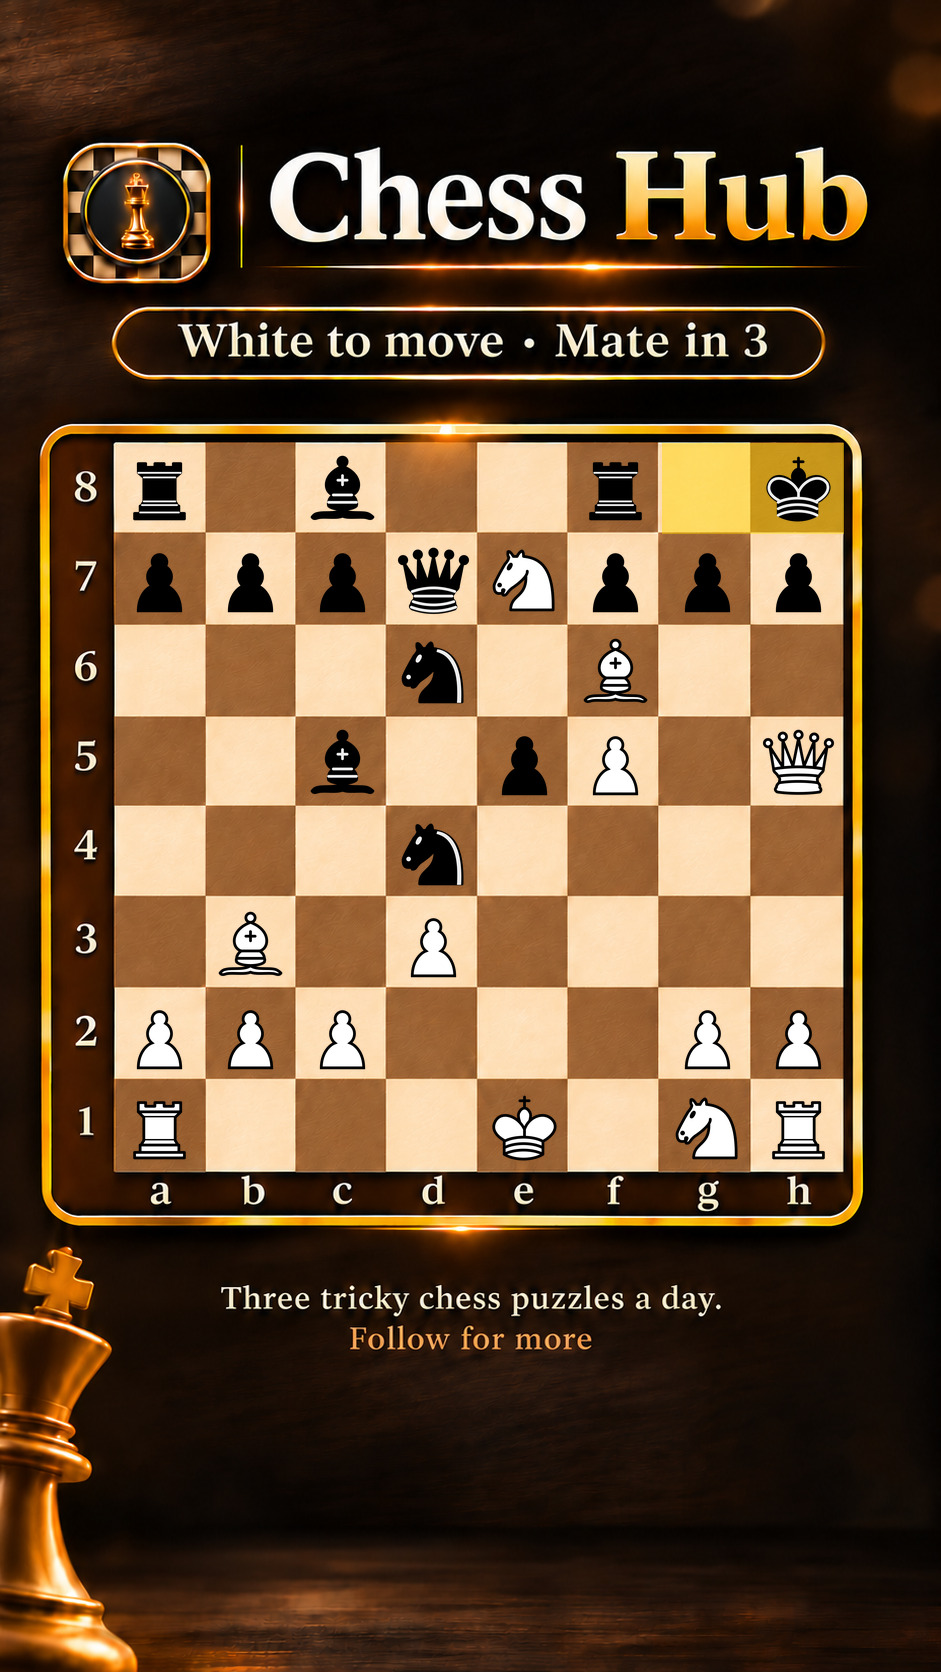 Chess Hub
White to move • Mate in 3
8
7
6
5
4
3
2
1
a b c d e f g h
Three tricky chess puzzles a day.
Follow for more